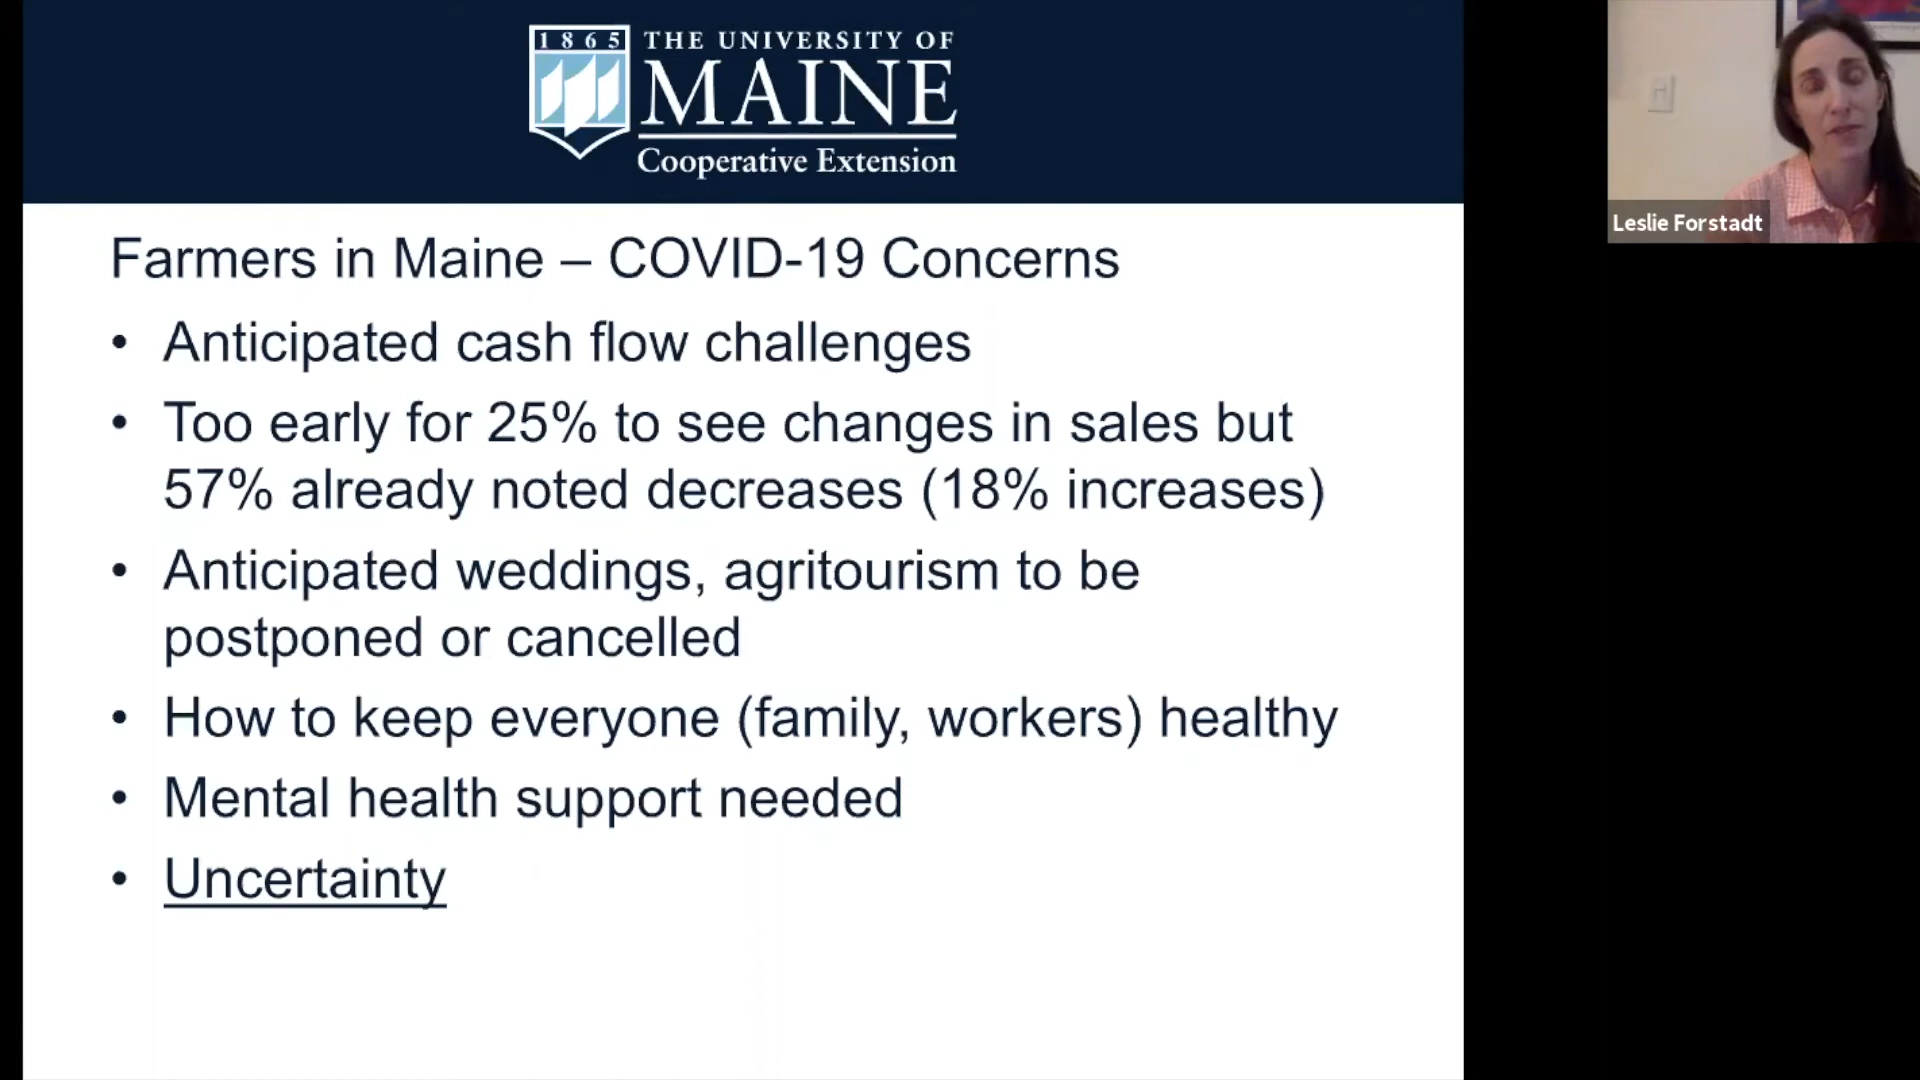 1865
THE UNIVERSITY OF
MAINE
Cooperative Extension
Leslie Forstadt
Farmers in Maine – COVID-19 Concerns
• Anticipated cash flow challenges
• Too early for 25% to see changes in sales but
57% already noted decreases (18% increases)
• Anticipated weddings, agritourism to be
postponed or cancelled
• How to keep everyone (family, workers) healthy
• Mental health support needed
• Uncertainty